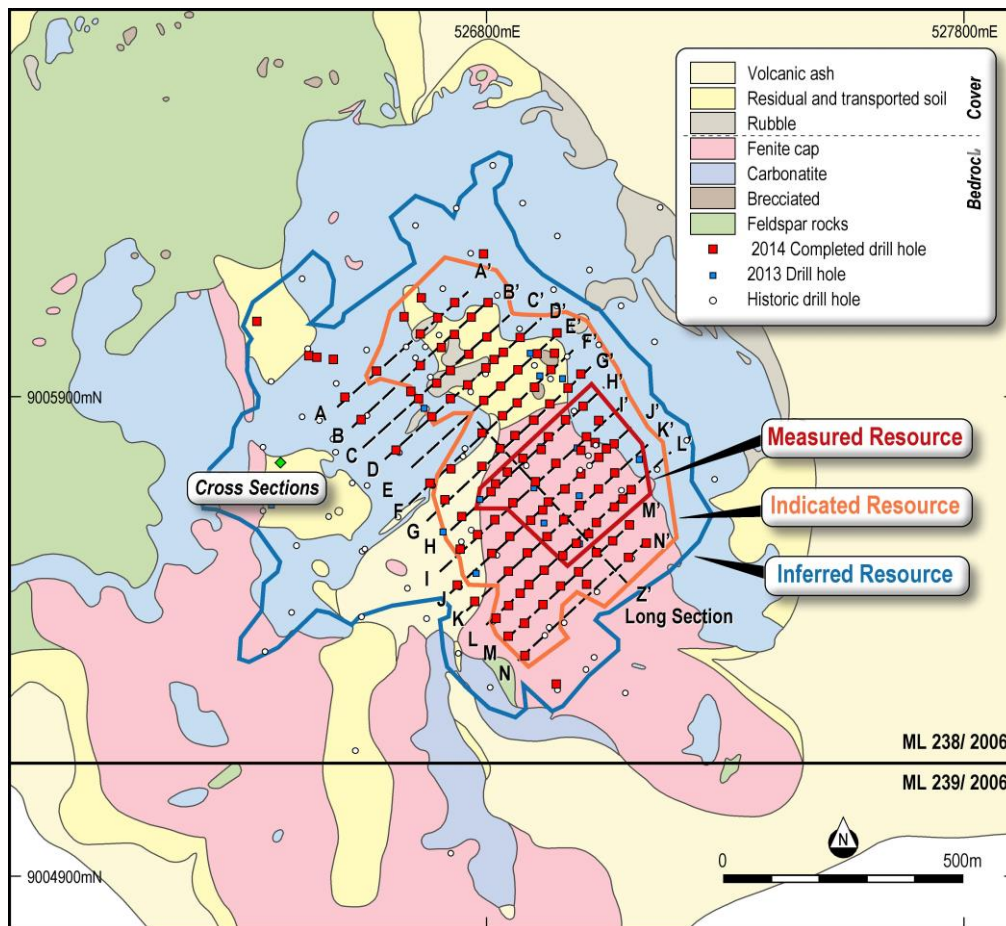 526800mE
527800mE
Volcanic ash
Residual and transported soil
Rubble
Cover
Fenite cap
Carbonatite
Brecciated
Feldspar rocks
Bedroc
2014 Completed drill hole
2013 Drill hole
Historic drill hole
A'
B'
C'
D'
E'
F'
G'
H'
I'
J'
K'
L'
M'
N'
Z'
9005900mN
A
B
C
D
E
F
G
H
I
J
K
L
M
N
Cross Sections
Measured Resource
Indicated Resource
Inferred Resource
Long Section
ML 238/ 2006
ML 239/ 2006
N
0
500m
9004900mN